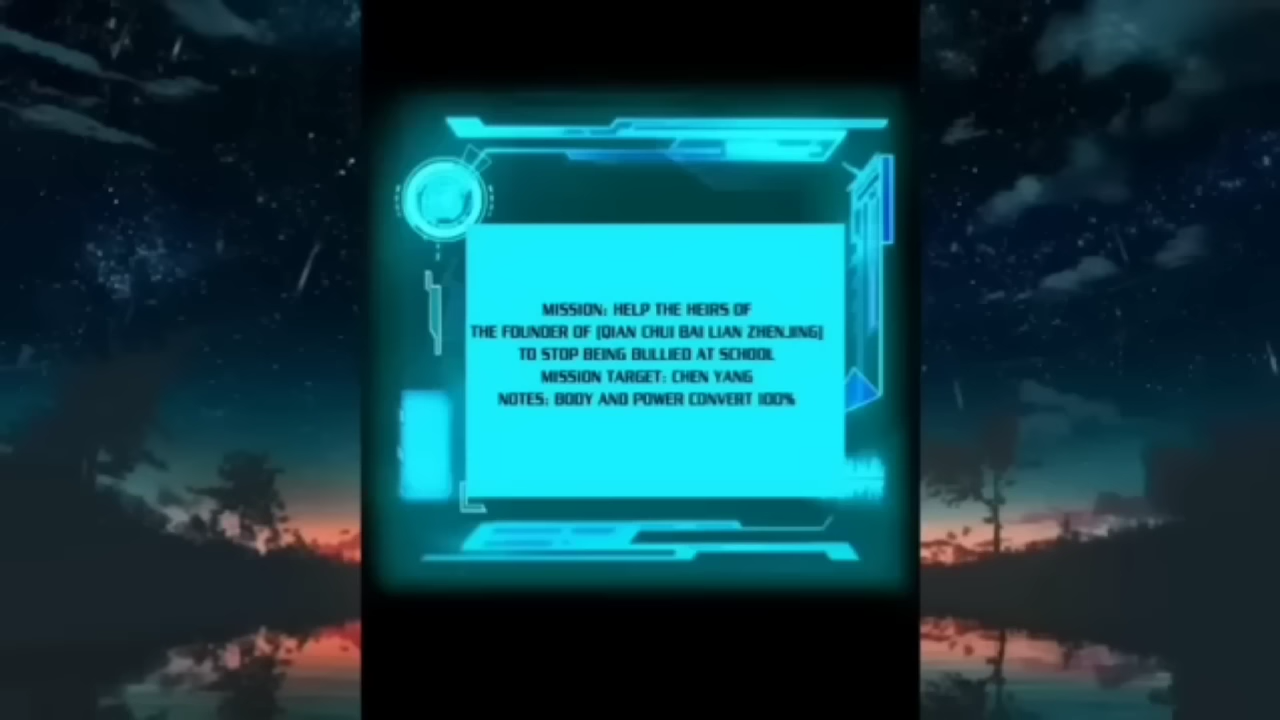 MISSION: HELP THE HEIRS OF
THE FOUNDER OF [QIAN CHUI BAI LIAN ZHENJING]
TO STOP BEING BULLIED AT SCHOOL
MISSION TARGET: CHEN YANG
NOTES: BODY AND POWER CONVERT 100%